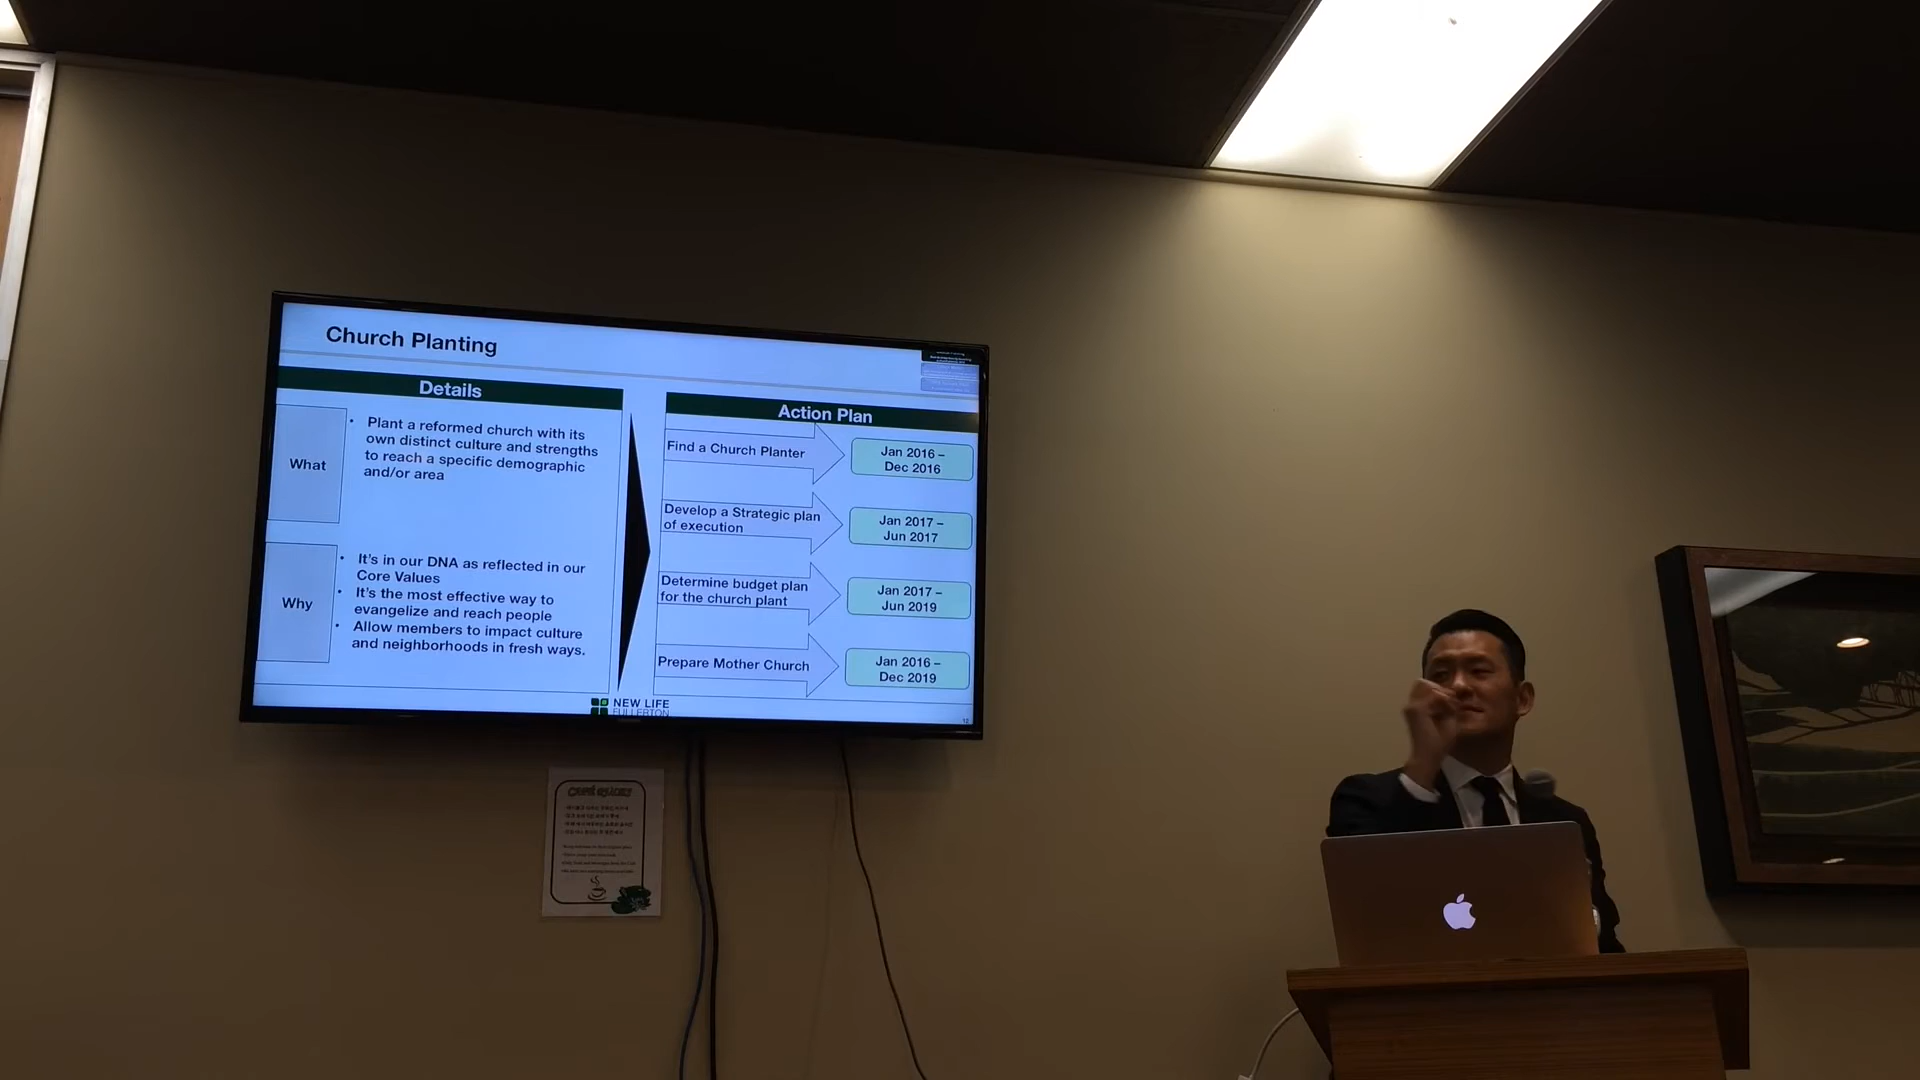 Church Planting
Details
What
• Plant a reformed church with its
own distinct culture and strengths
to reach a specific demographic
and/or area
Why
• It's in our DNA as reflected in our
Core Values
• It's the most effective way to
evangelize and reach people
• Allow members to impact culture
and neighborhoods in fresh ways.
Action Plan
Find a Church Planter
Jan 2016 –
Dec 2016
Develop a Strategic plan
of execution
Jan 2017 –
Jun 2017
Determine budget plan
for the church plant
Jan 2017 –
Jun 2019
Prepare Mother Church
Jan 2016 –
Dec 2019
NEW LIFE
FULLERTON
12